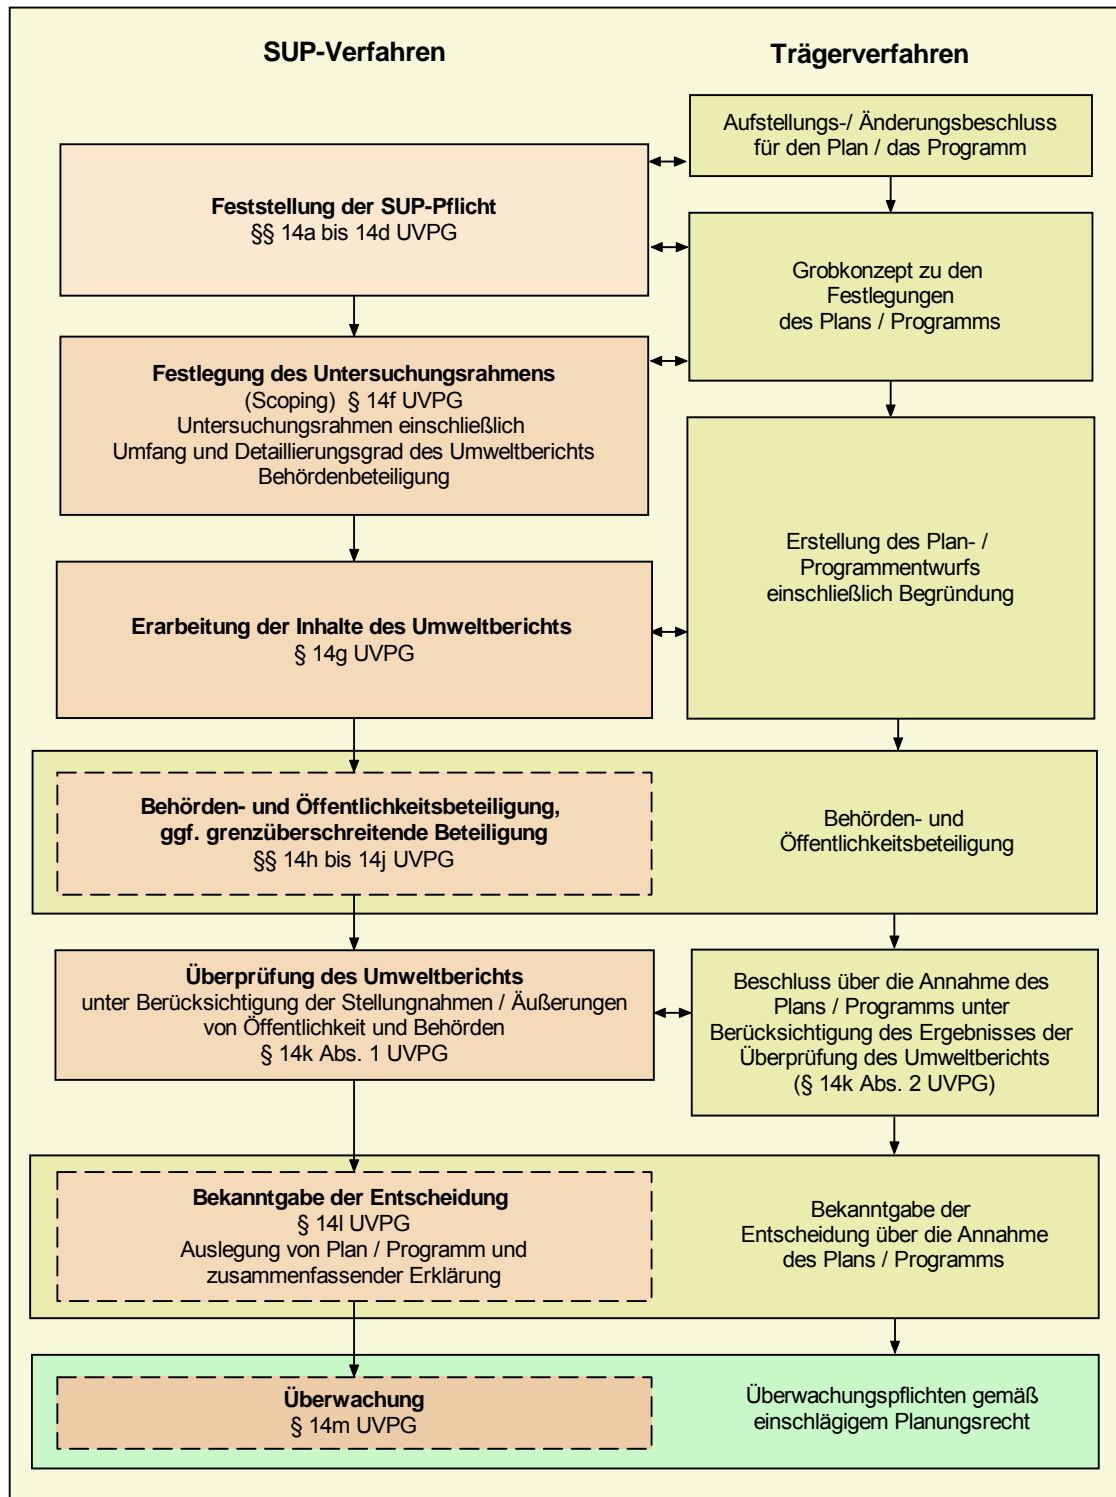 SUP-Verfahren
Trägerverfahren
Aufstellungs-/ Änderungsbeschluss
für den Plan / das Programm
Feststellung der SUP-Pflicht
§§ 14a bis 14d UVPG
Grobkonzept zu den
Festlegungen
des Plans / Programms
Festlegung des Untersuchungsrahmens
(Scoping) § 14f UVPG
Untersuchungsrahmen einschließlich
Umfang und Detaillierungsgrad des Umweltberichts
Behördenbeteiligung
Erstellung des Plan- /
Programmentwurfs
einschließlich Begründung
Erarbeitung der Inhalte des Umweltberichts
§ 14g UVPG
Behörden- und Öffentlichkeitsbeteiligung,
ggf. grenzüberschreitende Beteiligung
§§ 14h bis 14j UVPG
Behörden- und
Öffentlichkeitsbeteiligung
Überprüfung des Umweltberichts
unter Berücksichtigung der Stellungnahmen / Äußerungen
von Öffentlichkeit und Behörden
§ 14k Abs. 1 UVPG
Beschluss über die Annahme des
Plans / Programms unter
Berücksichtigung des Ergebnisses der
Überprüfung des Umweltberichts
(§ 14k Abs. 2 UVPG)
Bekanntgabe der Entscheidung
§ 14l UVPG
Auslegung von Plan / Programm und
zusammenfassender Erklärung
Bekanntgabe der
Entscheidung über die Annahme
des Plans / Programms
Überwachung
§ 14m UVPG
Überwachungspflichten gemäß
einschlägigem Planungsrecht